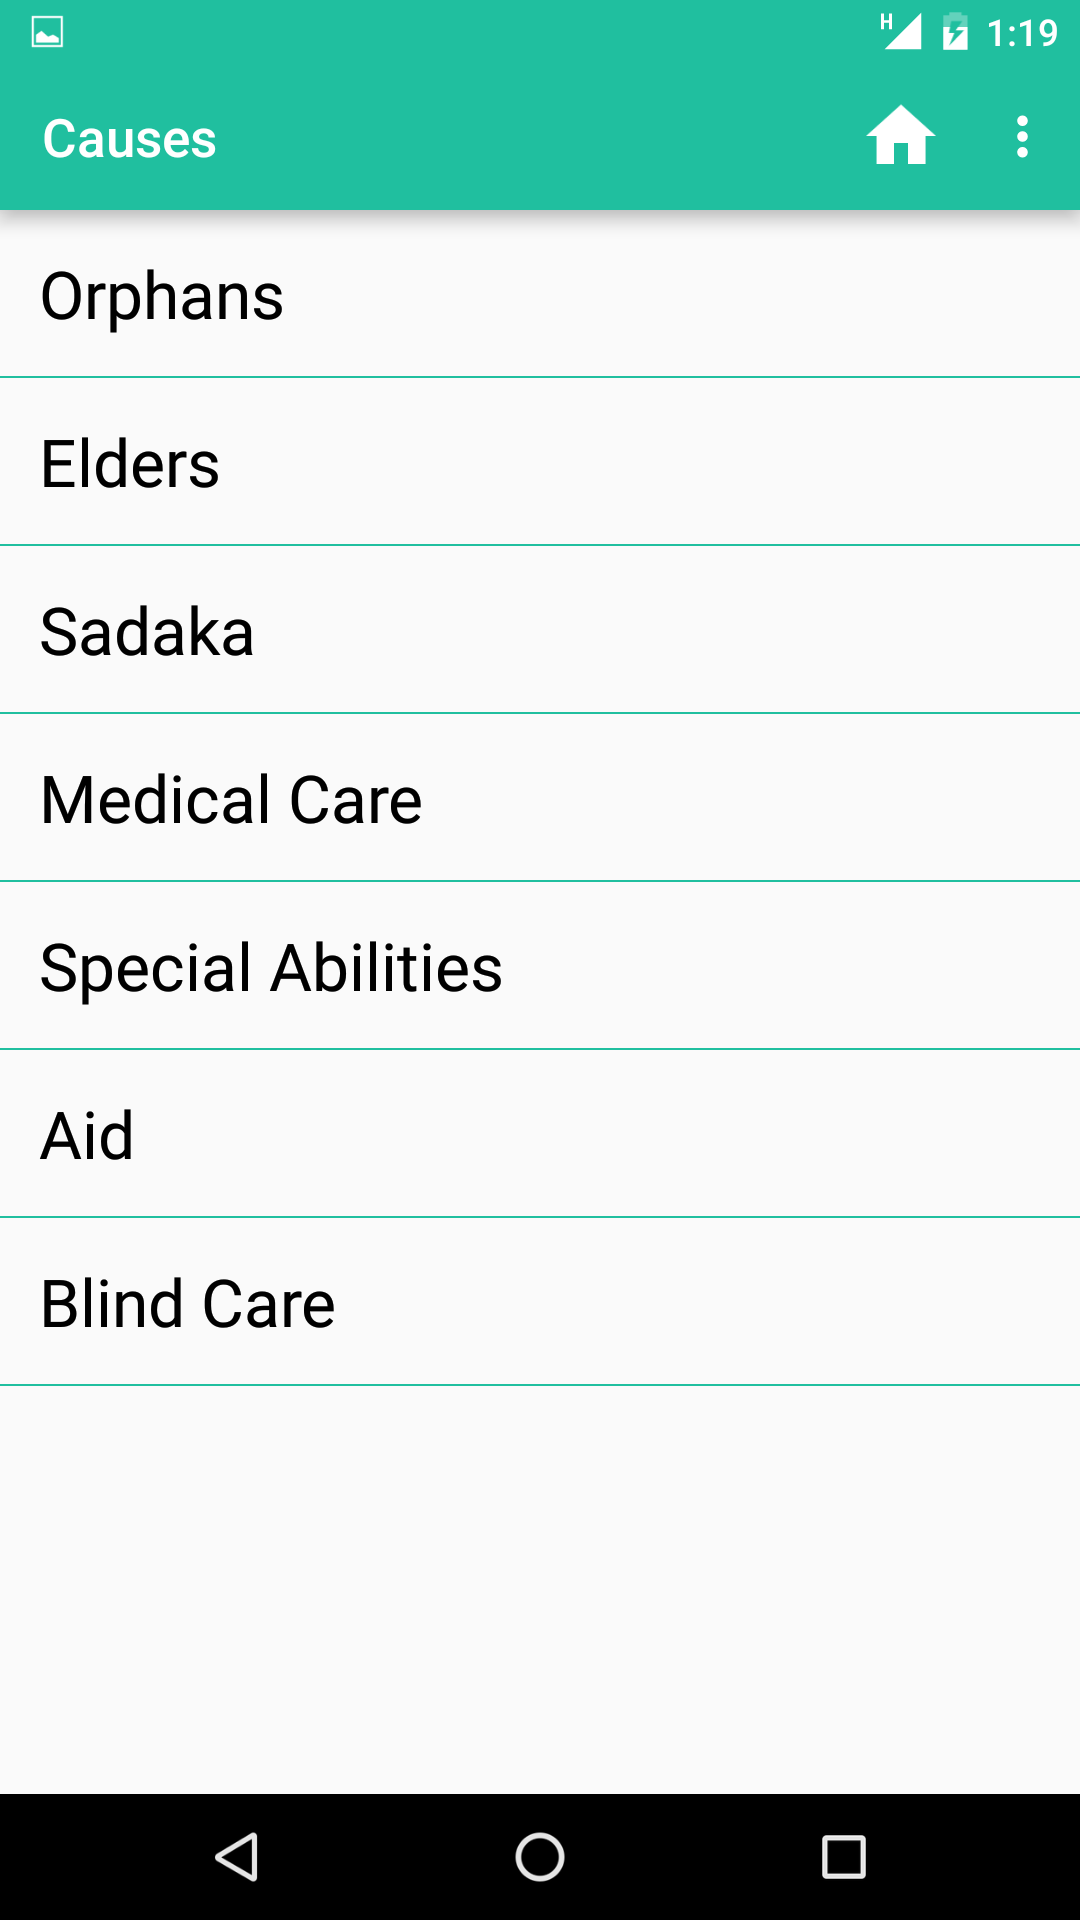 H 1:19
Causes
Orphans
Elders
Sadaka
Medical Care
Special Abilities
Aid
Blind Care